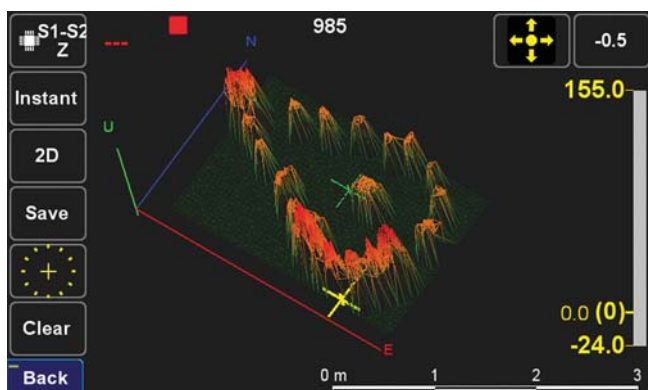 S1-S2
Z
---
985
-0.5
N
155.0
Instant
U
2D
Save
0.0 (0)
Clear
-24.0
E
Back
0 m 1 2 3